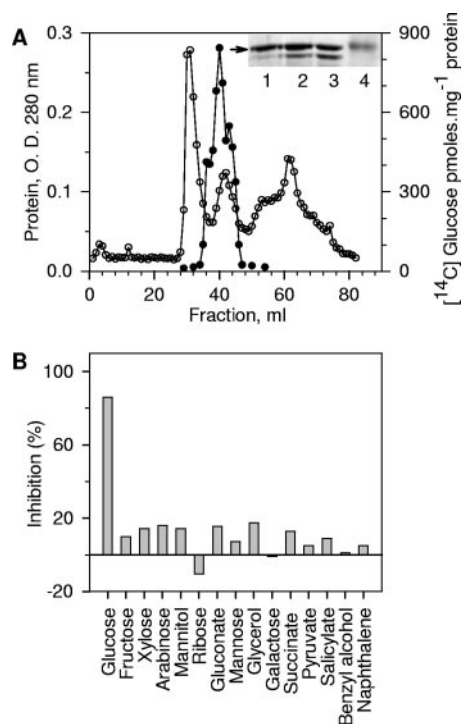 A
0.3
0.2
0.1
0.0
Protein, O. D. 280 nm
1 2 3 4
900
600
300
0
[14C] Glucose pmoles.mg-1 protein
0 20 40 60 80
Fraction, ml
B
100
60
20
-20
Inhibition (%)
Glucose
Fructose
Xylose
Arabinose
Mannitol
Ribose
Gluconate
Mannose
Glycerol
Galactose
Succinate
Pyruvate
Salicylate
Benzyl alcohol
Naphthalene